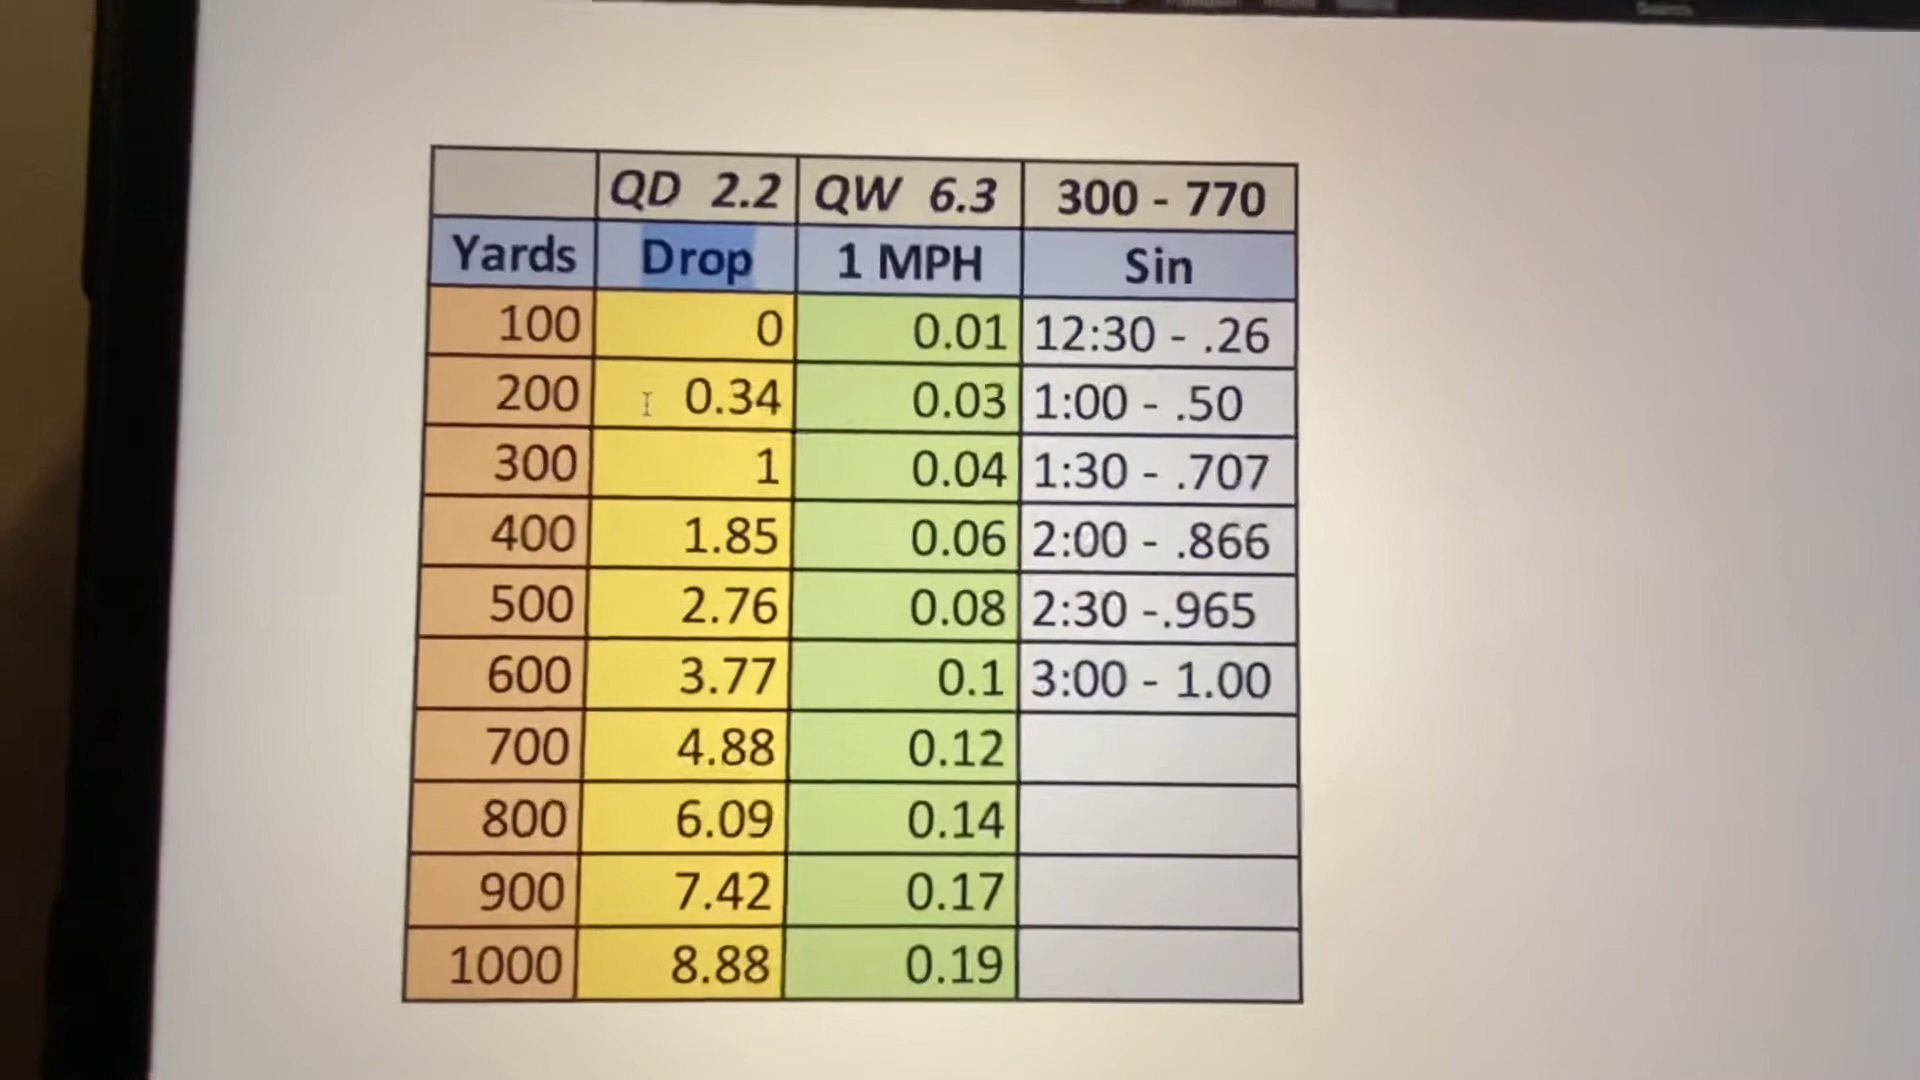 QD 2.2 QW 6.3 300 - 770
Yards Drop 1 MPH Sin
100 0 0.01 12:30 - .26
200 0.34 0.03 1:00 - .50
300 1 0.04 1:30 - .707
400 1.85 0.06 2:00 - .866
500 2.76 0.08 2:30 -.965
600 3.77 0.1 3:00 - 1.00
700 4.88 0.12
800 6.09 0.14
900 7.42 0.17
1000 8.88 0.19